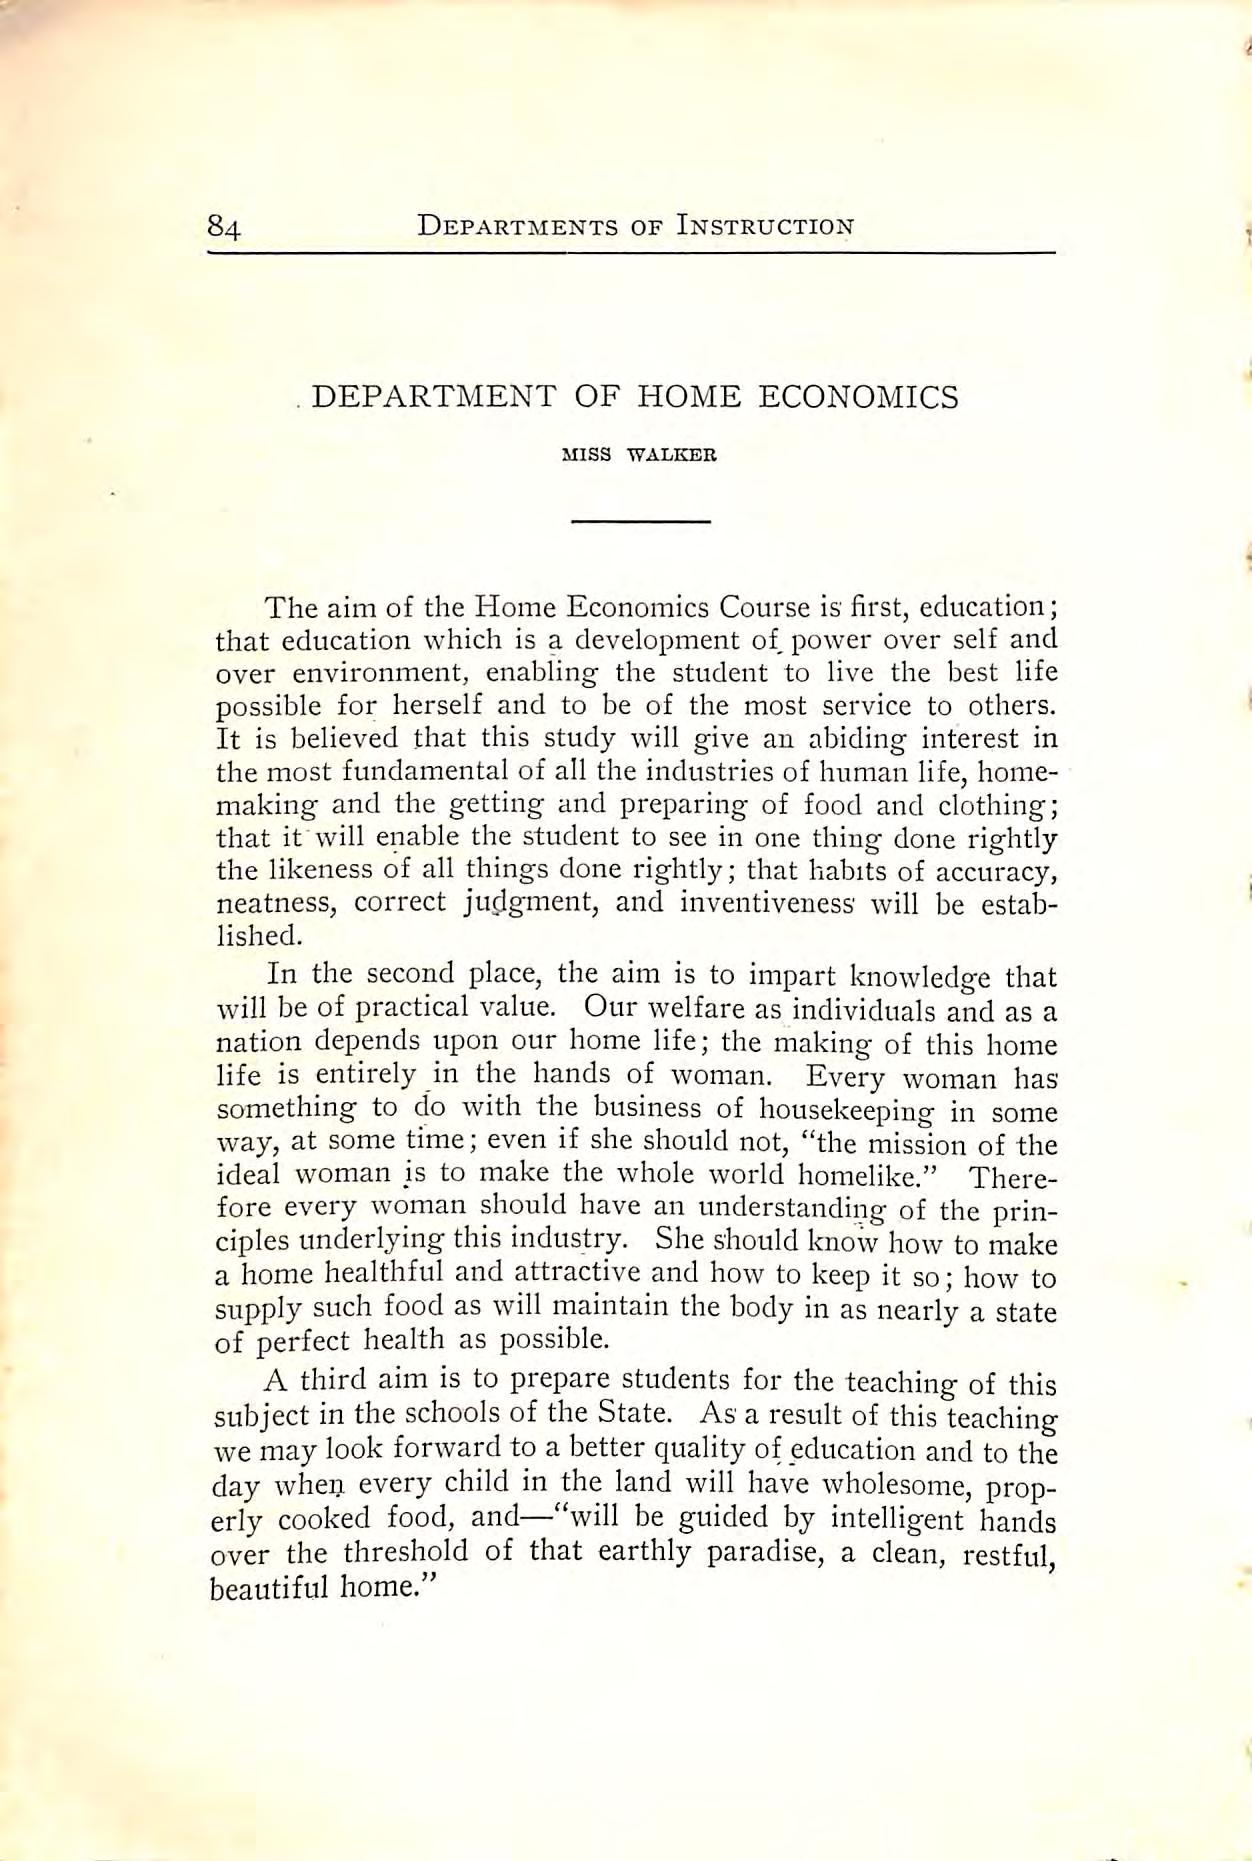 84 DEPARTMENTS OF INSTRUCTION
DEPARTMENT OF HOME ECONOMICS
MISS WALKER
The aim of the Home Economics Course is first, education;
that education which is a development of power over self and
over environment, enabling the student to live the best life
possible for herself and to be of the most service to others.
It is believed that this study will give an abiding interest in
the most fundamental of all the industries of human life, home-
making and the getting and preparing of food and clothing;
that it will enable the student to see in one thing done rightly
the likeness of all things done rightly; that habits of accuracy,
neatness, correct judgment, and inventiveness will be estab-
lished.
In the second place, the aim is to impart knowledge that
will be of practical value. Our welfare as individuals and as a
nation depends upon our home life; the making of this home
life is entirely in the hands of woman. Every woman has
something to do with the business of housekeeping in some
way, at some time; even if she should not, “the mission of the
ideal woman is to make the whole world homelike.” There-
fore every woman should have an understanding of the prin-
ciples underlying this industry. She should know how to make
a home healthful and attractive and how to keep it so; how to
supply such food as will maintain the body in as nearly a state
of perfect health as possible.
A third aim is to prepare students for the teaching of this
subject in the schools of the State. As a result of this teaching
we may look forward to a better quality of education and to the
day when every child in the land will have wholesome, prop-
erly cooked food, and—“will be guided by intelligent hands
over the threshold of that earthly paradise, a clean, restful,
beautiful home.”